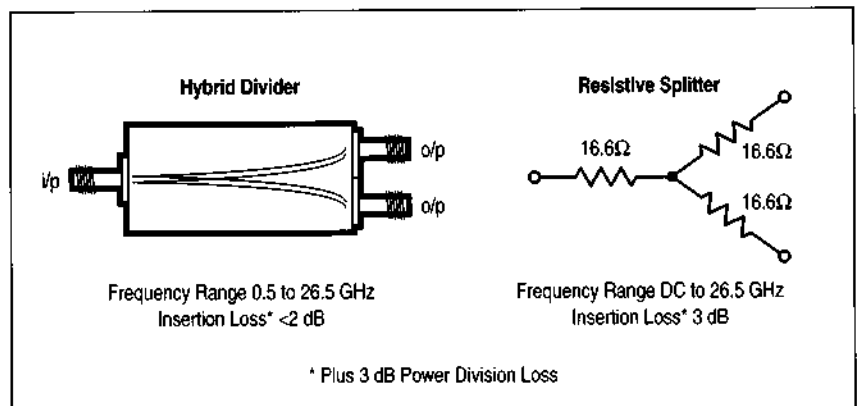 Hybrid Divider
i/p
o/p
o/p
Frequency Range 0.5 to 26.5 GHz
Insertion Loss* <2 dB
Resistive Splitter
16.6Ω
16.6Ω
16.6Ω
Frequency Range DC to 26.5 GHz
Insertion Loss* 3 dB
* Plus 3 dB Power Division Loss